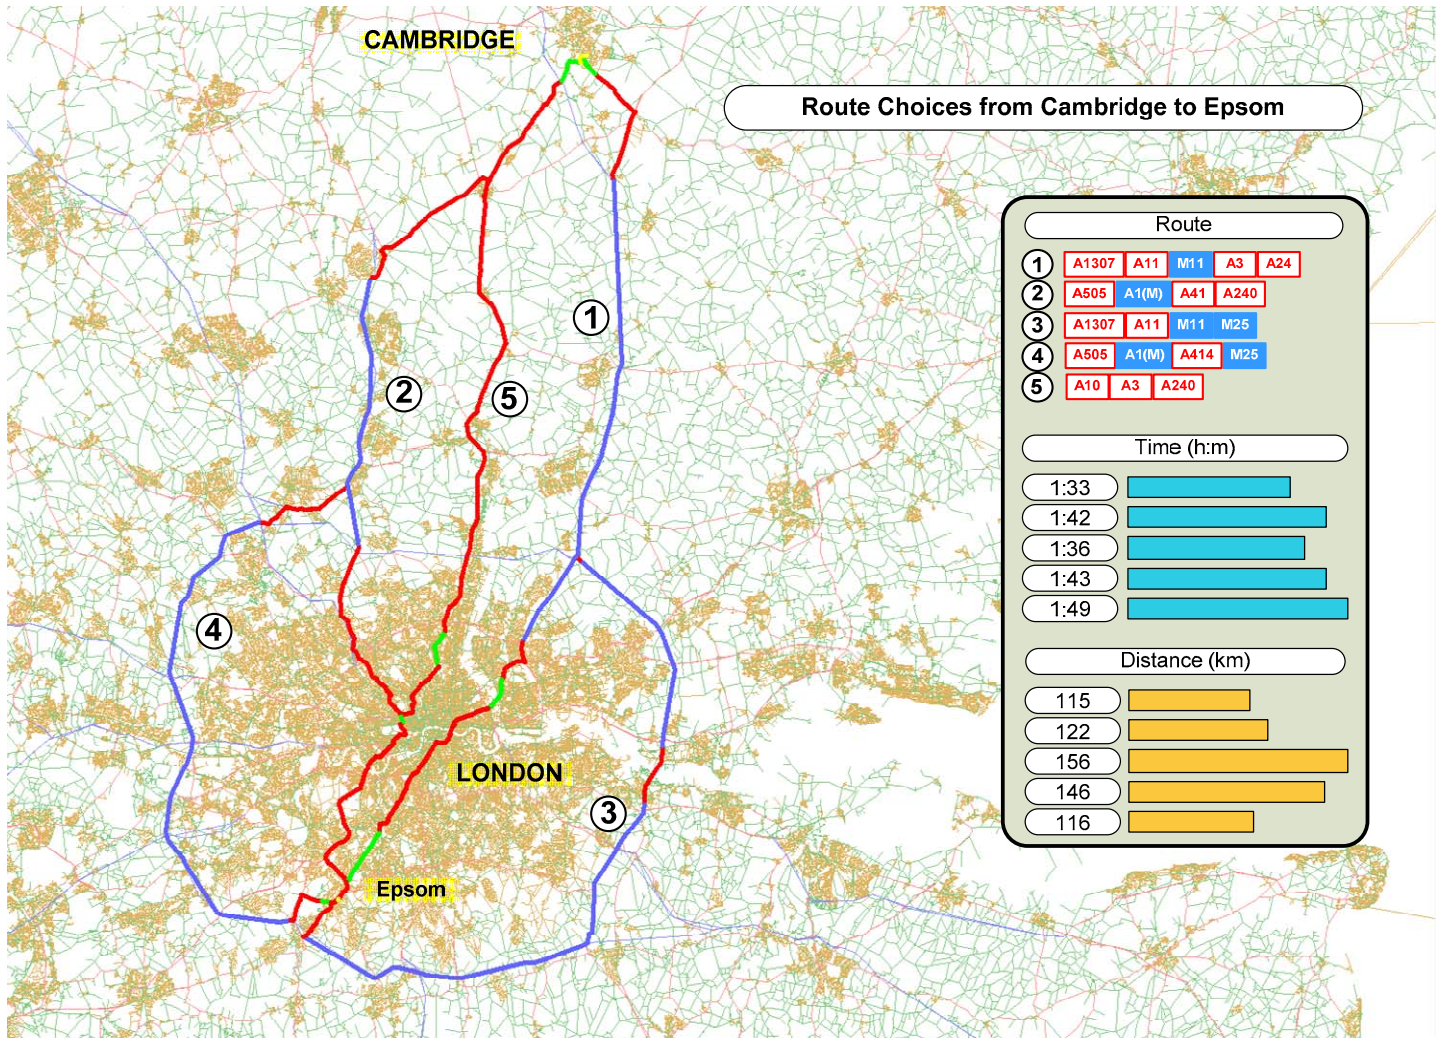 CAMBRIDGE
Route Choices from Cambridge to Epsom
Route
1 A1307 A11 M11 A3 A24
2 A505 A1(M) A41 A240
3 A1307 A11 M11 M25
4 A505 A1(M) A414 M25
5 A10 A3 A240
Time (h:m)
1:33
1:42
1:36
1:43
1:49
Distance (km)
115
122
156
146
116
1
2
5
4
LONDON
3
Epsom